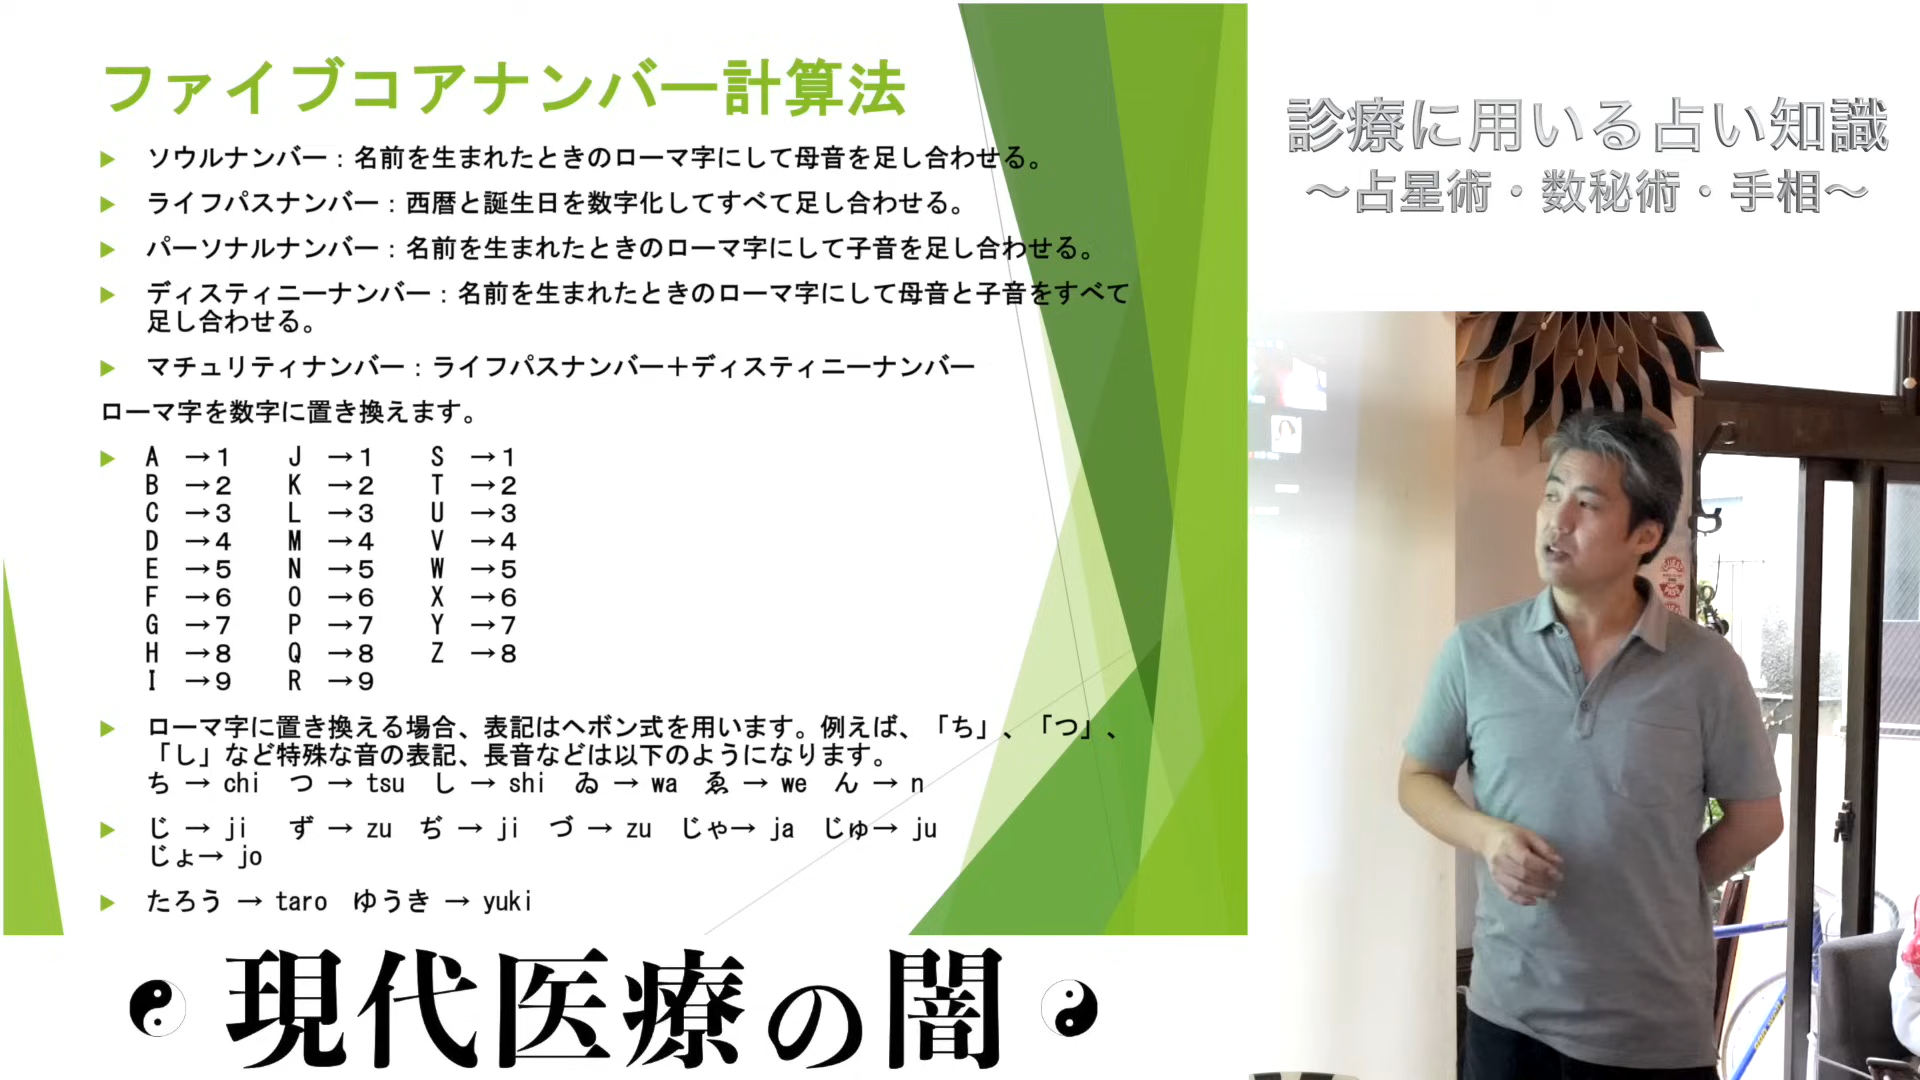 ファイブコアナンバー計算法
ソウルナンバー：名前を生まれたときのローマ字にして母音を足し合わせる。
ライフパスナンバー：西暦と誕生日を数字化してすべて足し合わせる。
パーソナルナンバー：名前を生まれたときのローマ字にして子音を足し合わせる。
ディスティニーナンバー：名前を生まれたときのローマ字にして母音と子音をすべて
足し合わせる。
マチュリティナンバー：ライフパスナンバー＋ディスティニーナンバー
ローマ字を数字に置き換えます。
A →1 J →1 S →1
B →2 K →2 T →2
C →3 L →3 U →3
D →4 M →4 V →4
E →5 N →5 W →5
F →6 O →6 X →6
G →7 P →7 Y →7
H →8 Q →8 Z →8
I →9 R →9
ローマ字に置き換える場合、表記はヘボン式を用います。例えば、「ち」、「つ」、
「し」など特殊な音の表記、長音などは以下のようになります。
ち → chi つ → tsu し → shi ゐ → wa ゑ → we ん → n
じ → ji ず → zu ぢ → ji づ → zu じゃ→ ja じゅ→ ju
じょ→ jo
たろう → taro ゆうき → yuki
現代医療の闇
診療に用いる占い知識
～占星術・数秘術・手相～